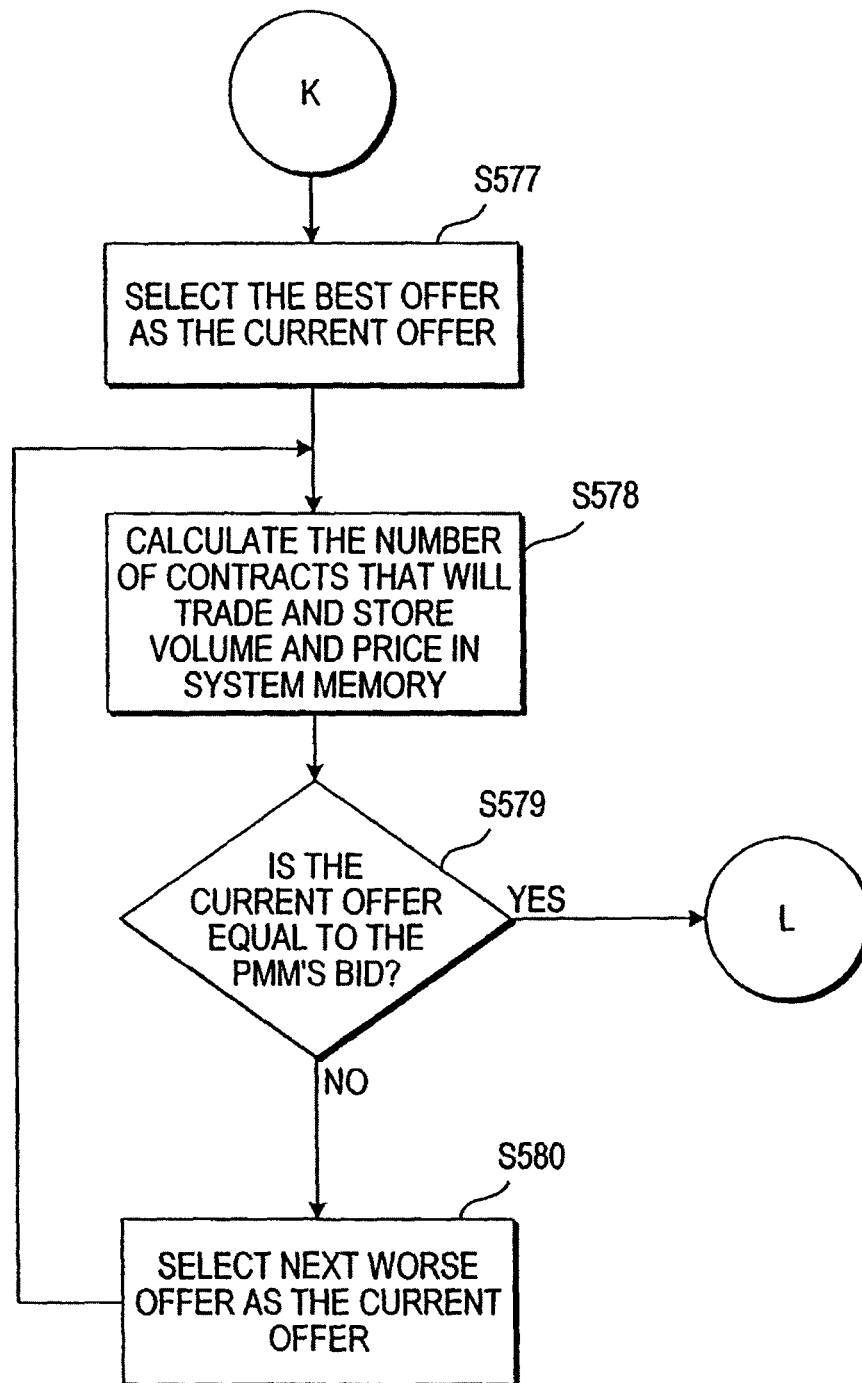 K
S577
SELECT THE BEST OFFER
AS THE CURRENT OFFER
S578
CALCULATE THE NUMBER
OF CONTRACTS THAT WILL
TRADE AND STORE
VOLUME AND PRICE IN
SYSTEM MEMORY
S579
IS THE
CURRENT OFFER
EQUAL TO THE
PMM'S BID?
YES
L
NO
S580
SELECT NEXT WORSE
OFFER AS THE CURRENT
OFFER